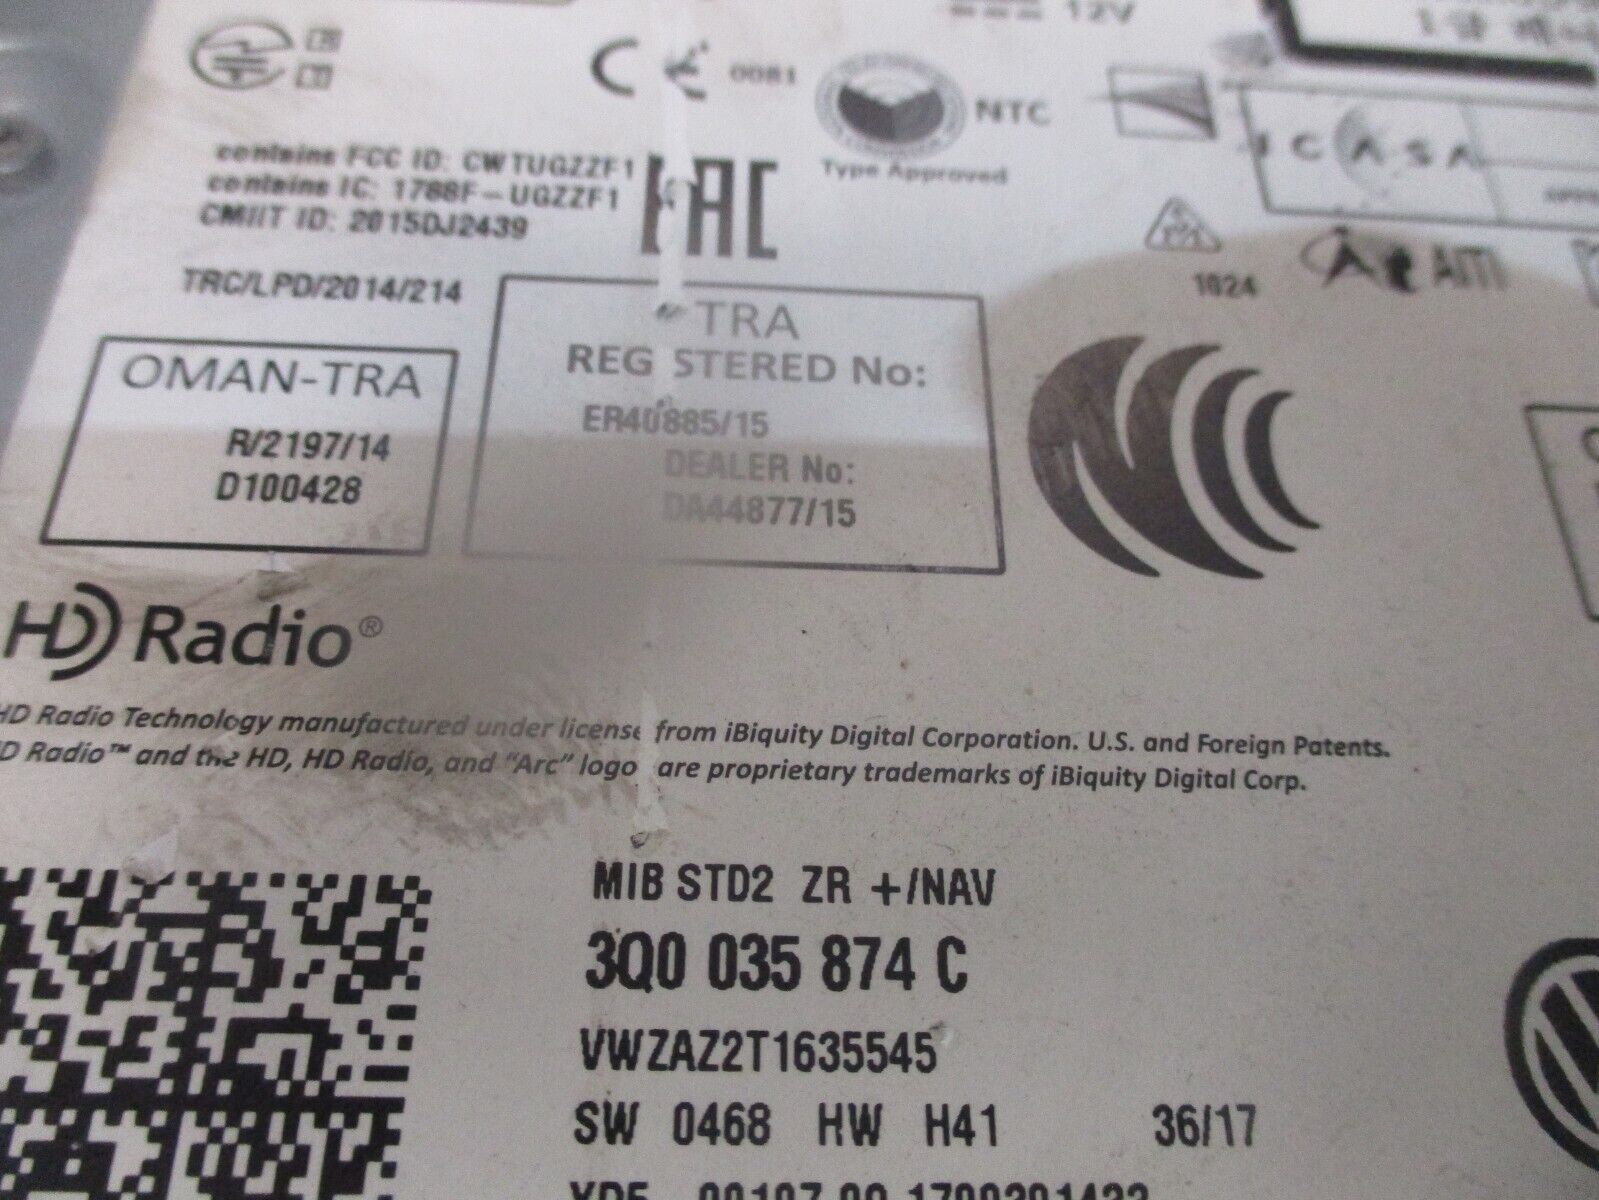 12V
CE 0081
NTC
Type Approved
ICASA
contains FCC ID: CWTUGZZF1
contains IC: 1788F-UGZZF1
CMIIT ID: 2015DJ2439
EAC
1024
TRC/LPD/2014/214
OMAN-TRA
R/2197/14
D100428
TRA
REG STERED No:
ER40885/15
DEALER No:
DA44877/15
HD Radio®
HD Radio Technology manufactured under license from iBiquity Digital Corporation. U.S. and Foreign Patents.
D Radio™ and the HD, HD Radio, and “Arc” logo are proprietary trademarks of iBiquity Digital Corp.
MIB STD2 ZR +/NAV
3Q0 035 874 C
VWZAZ2T1635545
SW 0468 HW H41 36/17